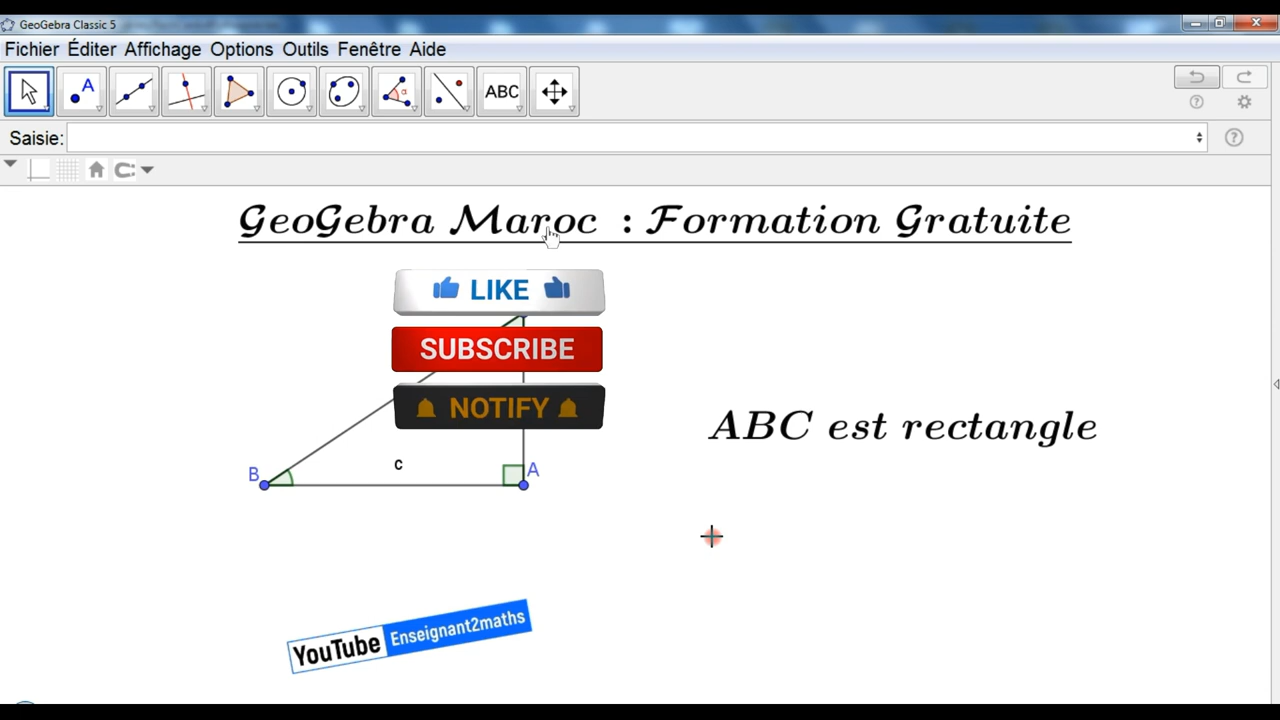 GeoGebra Classic 5
Fichier Éditer Affichage Options Outils Fenêtre Aide
A
α
ABC
Saisie:
GeoGebra Maroc : Formation Gratuite
LIKE
SUBSCRIBE
NOTIFY
ABC est rectangle
B
c
A
YouTube Enseignant2maths